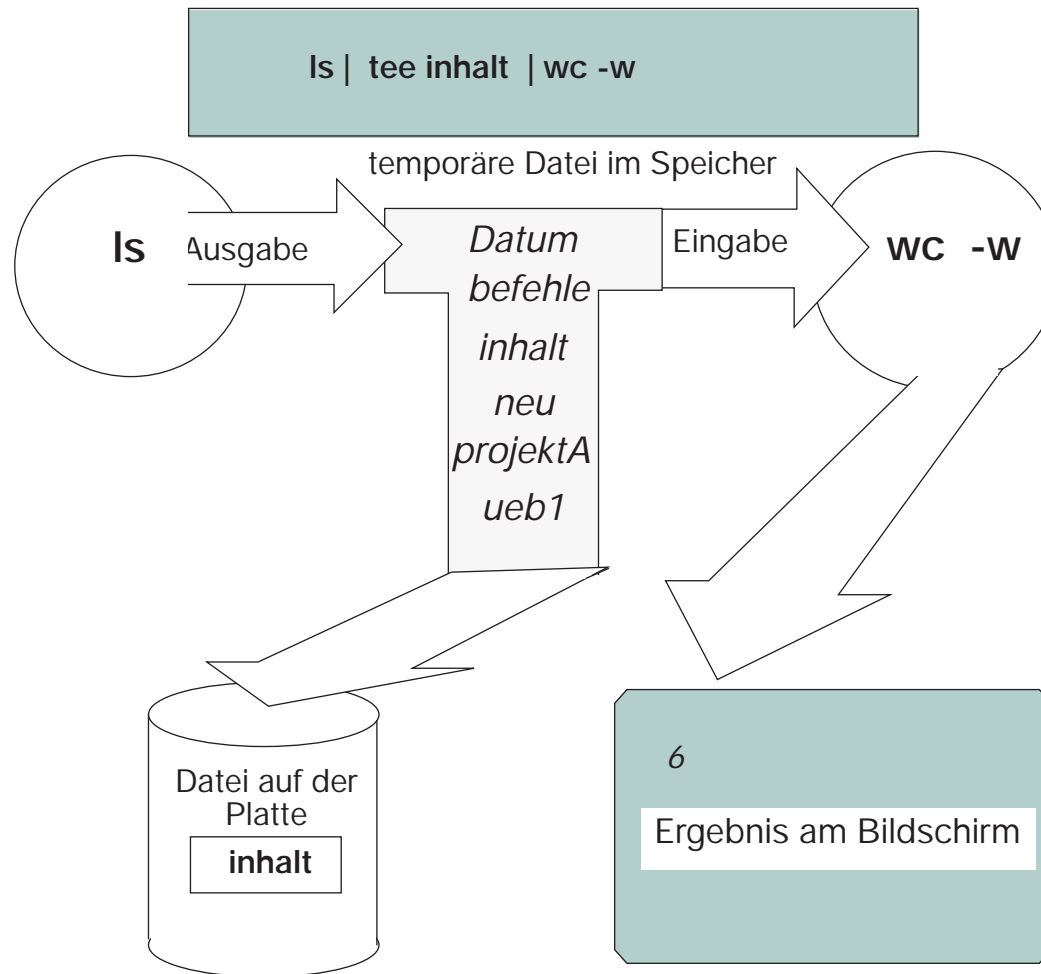 ls | tee inhalt | wc -w
temporäre Datei im Speicher
ls
Ausgabe
Datum
befehle
inhalt
neu
projektA
ueb1
Eingabe
wc -w
Datei auf der
Platte
inhalt
6
Ergebnis am Bildschirm